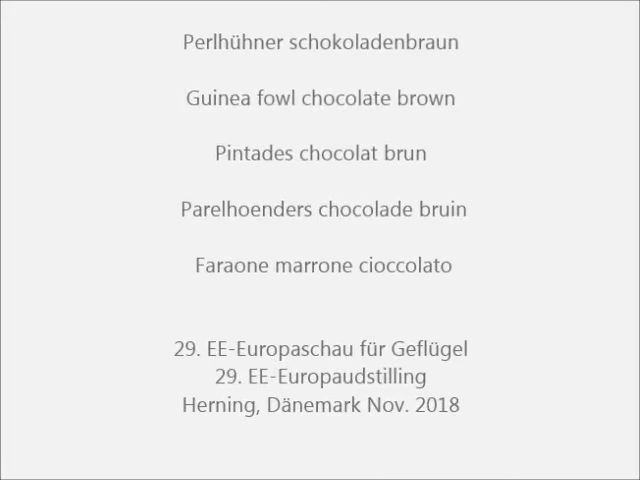 Perlhühner schokoladenbraun
Guinea fowl chocolate brown
Pintades chocolat brun
Parelhoenders chocolade bruin
Faraone marrone cioccolato
29. EE-Europaschau für Geflügel
29. EE-Europaudstilling
Herning, Dänemark Nov. 2018